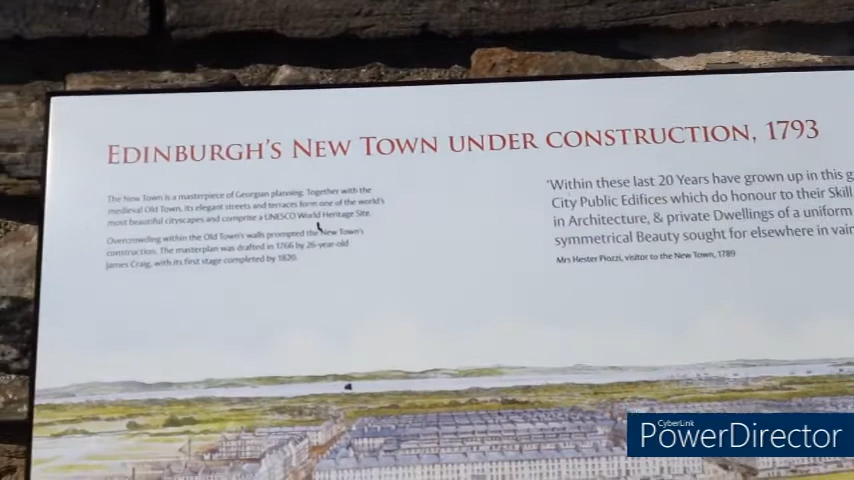 EDINBURGH'S NEW TOWN UNDER CONSTRUCTION, 1793
The New Town is a masterpiece of Georgian planning. Together with the
medieval Old Town, its elegant streets and terraces form one of the world's
most beautiful cityscapes and comprise a UNESCO World Heritage Site.
Overcrowding within the Old Town's walls prompted the New Town's
construction. The masterplan was drafted in 1766 by 26-year-old
James Craig, with its first stage completed by 1820.
"Within these last 20 Years have grown up in this
City Public Edifices which do honour to their Skill
in Architecture, & private Dwellings of a uniform
symmetrical Beauty sought for elsewhere in vain
Mrs Hester Piozzi, visitor to the New Town, 1789
CyberLink
PowerDirector